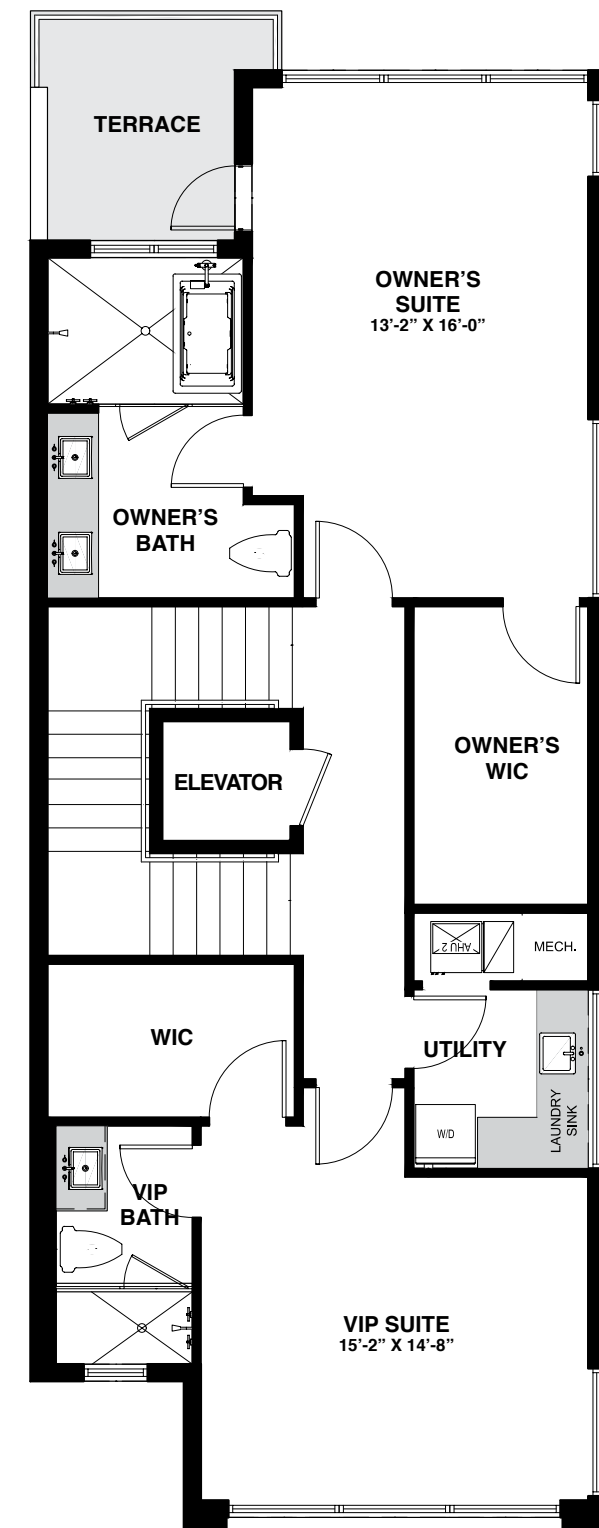 TERRACE
OWNER’S
SUITE
13’-2” X 16’-0”
OWNER’S
BATH
ELEVATOR
OWNER’S
WIC
AHU 2
MECH.
WIC
UTILITY
W/D
LAUNDRY
SINK
VIP
BATH
VIP SUITE
15’-2” X 14’-8”